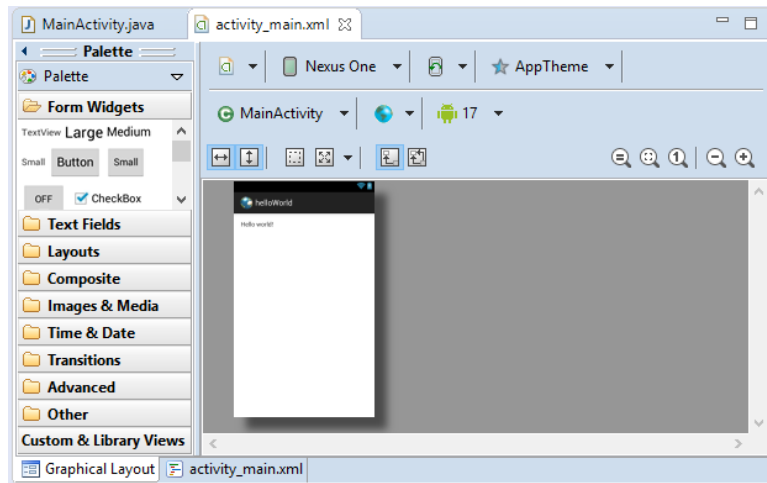 MainActivity.java
activity_main.xml
Palette
Palette
Nexus One
AppTheme
Form Widgets
MainActivity
17
TextView Large Medium
Small Button Small
OFF CheckBox
helloWorld
Hello world!
Text Fields
Layouts
Composite
Images & Media
Time & Date
Transitions
Advanced
Other
Custom & Library Views
Graphical Layout
activity_main.xml